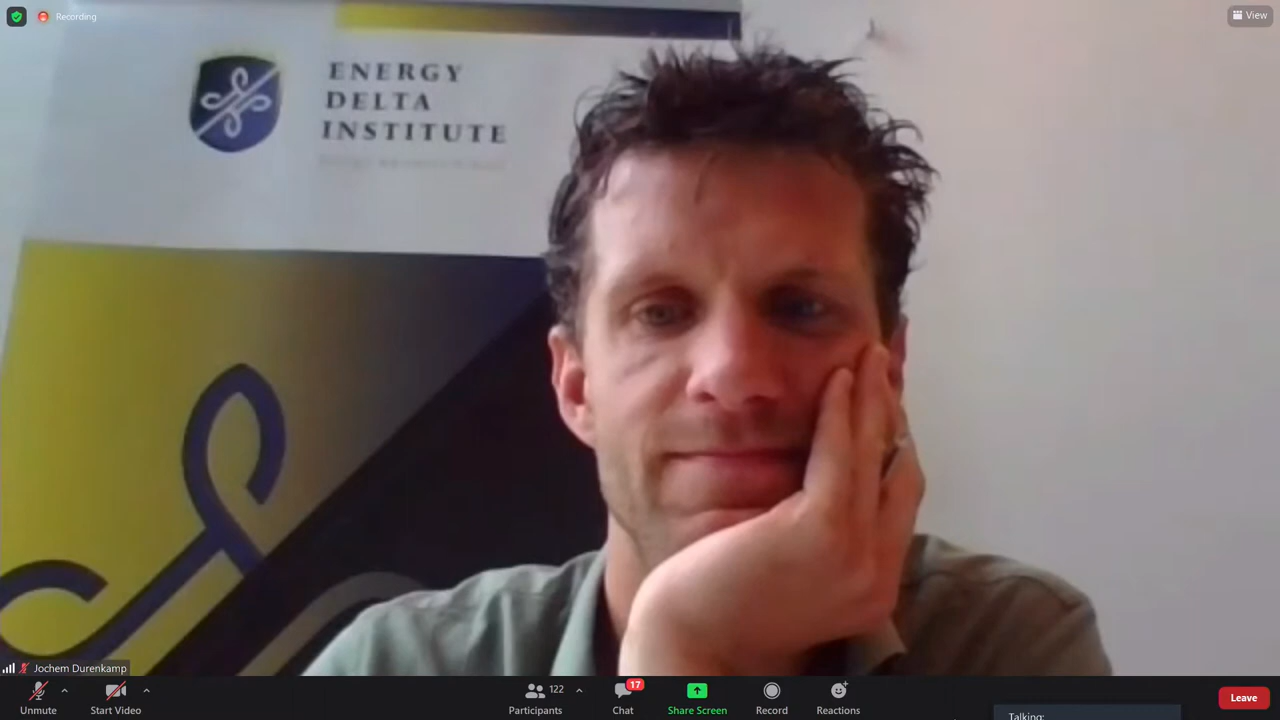 Recording
View
ENERGY
DELTA
INSTITUTE
Jochem Durenkamp
Unmute
Start Video
Participants
122
Chat
17
Share Screen
Record
Reactions
Leave
Talking: